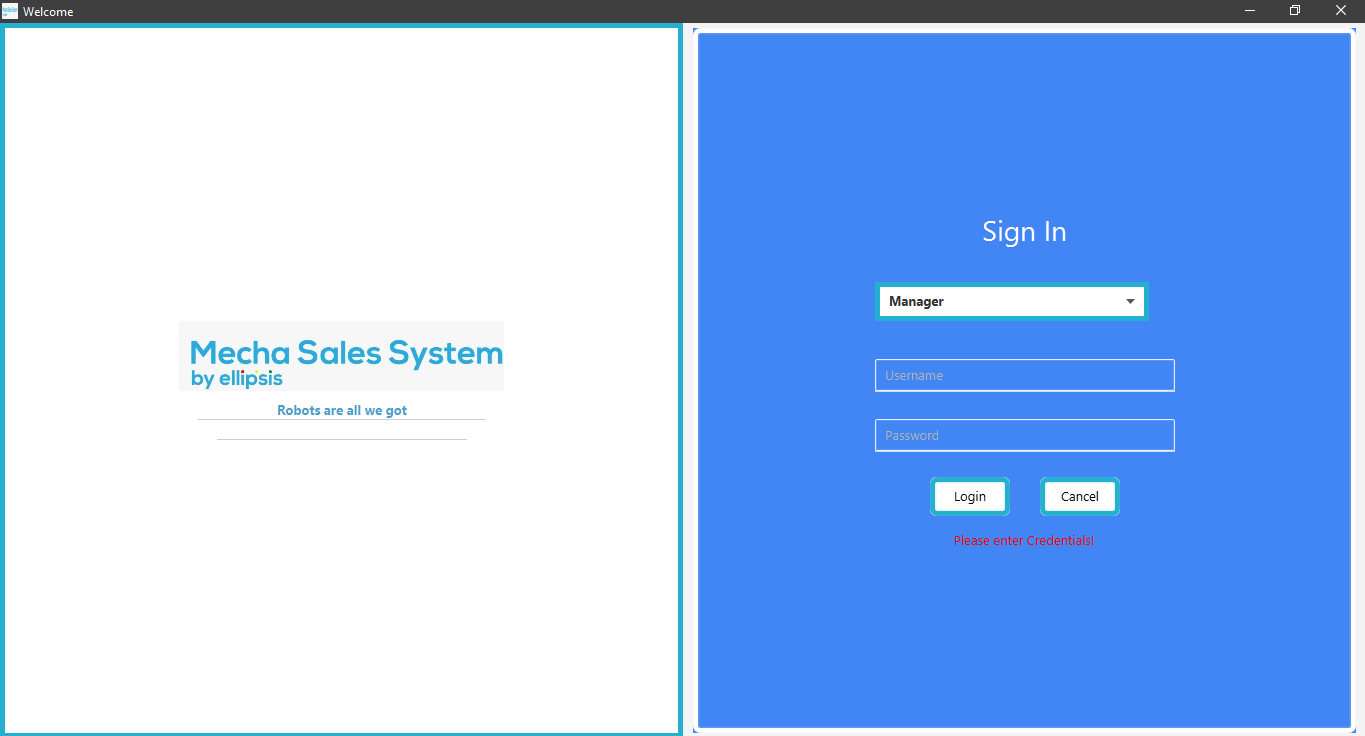 Welcome
Mecha Sales System
by ellipsis
Robots are all we got
Sign In
Manager
Username
Password
Login
Cancel
Please enter Credentials!